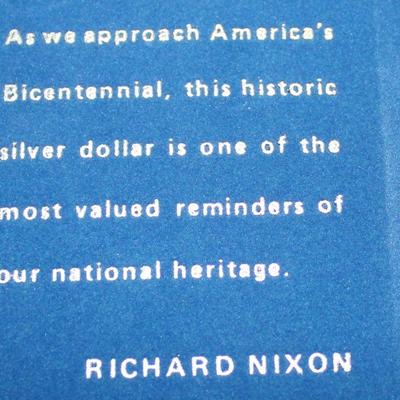 As we approach America's
Bicentennial, this historic
silver dollar is one of the
most valued reminders of
our national heritage.
RICHARD NIXON